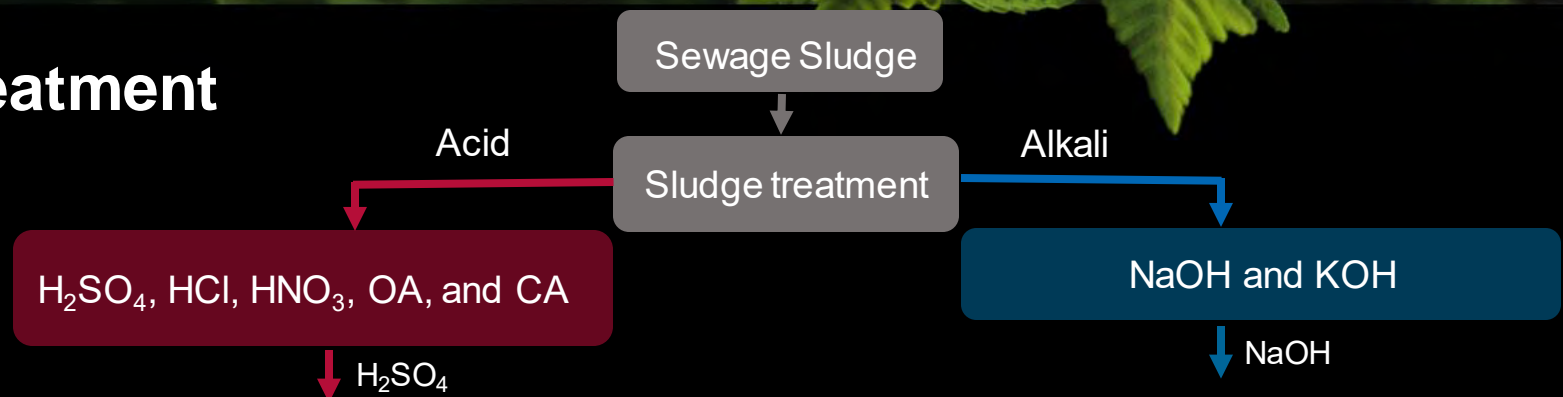 Sewage Sludge
eatment
Acid
Alkali
Sludge treatment
H₂SO₄, HCl, HNO₃, OA, and CA
NaOH and KOH
H₂SO₄
NaOH